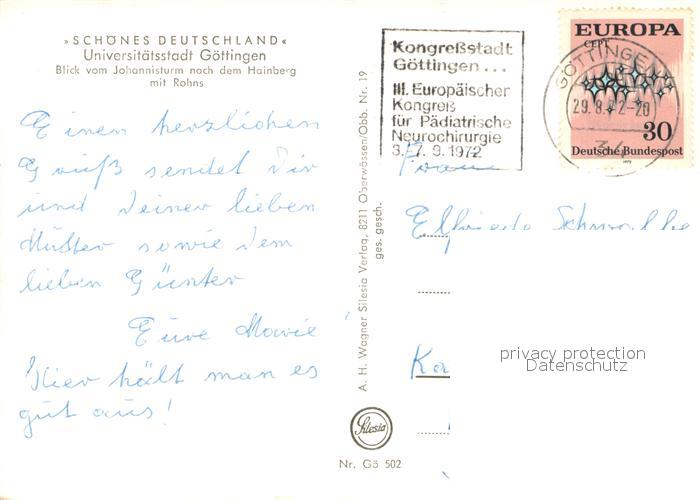 »SCHÖNES DEUTSCHLAND«
Universitätsstadt Göttingen
Blick vom Johannisturm nach dem Hainberg
mit Rohns
Einen herzlichen
Gruß sendet Dir
und Deiner lieben
Mutter sowie dem
lieben Günter
Eure Marie
Hier hält man es
gut aus!
A. H. Wagner Silesia Verlag, 8211 Oberwössen/Obb. Nr. 19
ges. gesch.
Silesia
Nr. Gö 502
Kongreßstadt
Göttingen...
III. Europäischer
Kongreß
für Pädiatrische
Neurochirurgie
3.-7. 9. 1972
EUROPA
CEPT
GÖTTINGEN
29.8.72-20
30
Deutsche Bundespost
1972
Frau
privacy protection
Datenschutz